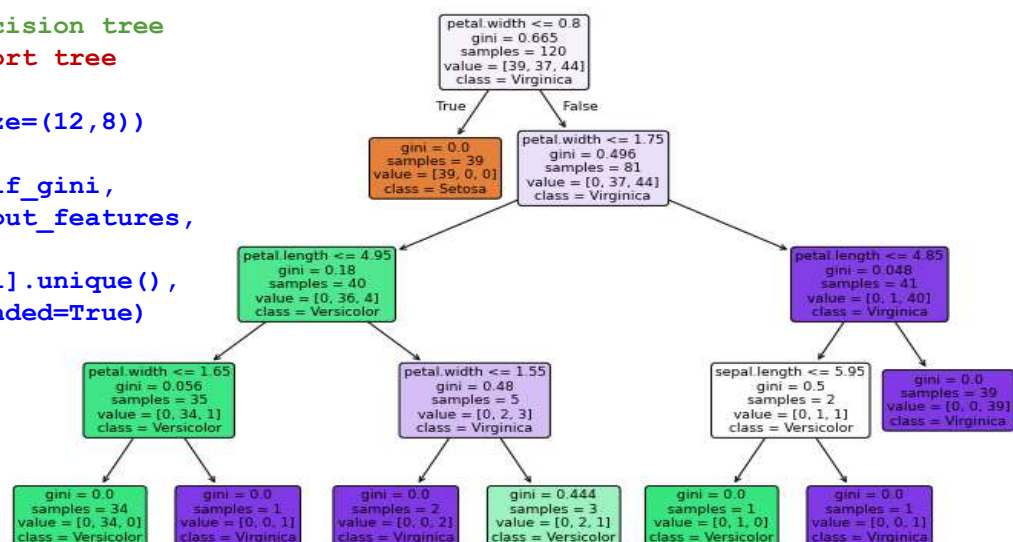 cision tree
ort tree
ze=(12,8))
lf_gini,
out_features,
l].unique(),
nded=True)
petal.width <= 0.8
gini = 0.665
samples = 120
value = [39, 37, 44]
class = Virginica
True
False
gini = 0.0
samples = 39
value = [39, 0, 0]
class = Setosa
petal.width <= 1.75
gini = 0.496
samples = 81
value = [0, 37, 44]
class = Virginica
petal.length <= 4.95
gini = 0.18
samples = 40
value = [0, 36, 4]
class = Versicolor
petal.length <= 4.85
gini = 0.048
samples = 41
value = [0, 1, 40]
class = Virginica
petal.width <= 1.65
gini = 0.056
samples = 35
value = [0, 34, 1]
class = Versicolor
petal.width <= 1.55
gini = 0.48
samples = 5
value = [0, 2, 3]
class = Virginica
sepal.length <= 5.95
gini = 0.5
samples = 2
value = [0, 1, 1]
class = Versicolor
gini = 0.0
samples = 39
value = [0, 0, 39]
class = Virginica
gini = 0.0
samples = 34
value = [0, 34, 0]
class = Versicolor
gini = 0.0
samples = 1
value = [0, 0, 1]
class = Virginica
gini = 0.0
samples = 2
value = [0, 0, 2]
class = Virginica
gini = 0.444
samples = 3
value = [0, 2, 1]
class = Versicolor
gini = 0.0
samples = 1
value = [0, 1, 0]
class = Versicolor
gini = 0.0
samples = 1
value = [0, 0, 1]
class = Virginica